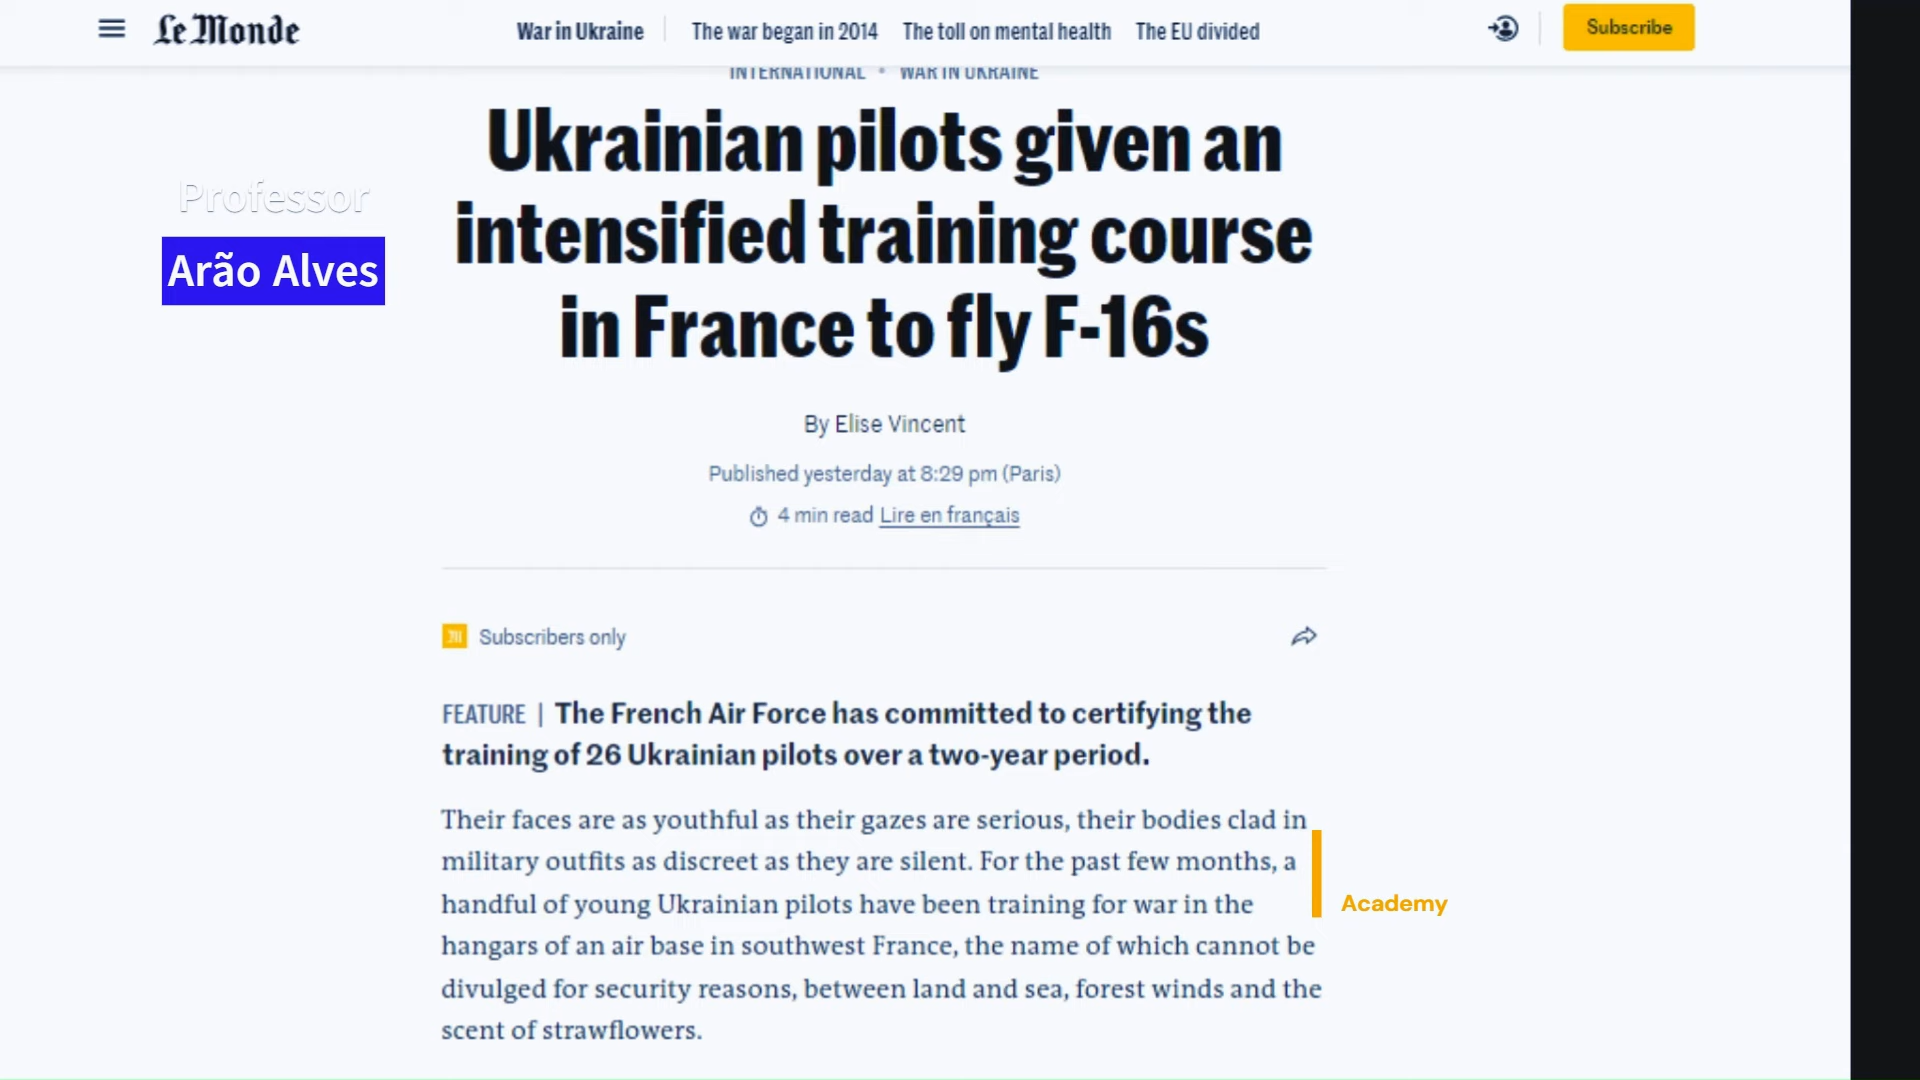 Le Monde
War in Ukraine
The war began in 2014
The toll on mental health
The EU divided
Subscribe
INTERNATIONAL • WAR IN UKRAINE
Ukrainian pilots given an
intensified training course
in France to fly F-16s
Professor
Arão Alves
By Elise Vincent
Published yesterday at 8:29 pm (Paris)
4 min read Lire en français
Subscribers only
FEATURE | The French Air Force has committed to certifying the
training of 26 Ukrainian pilots over a two-year period.
Their faces are as youthful as their gazes are serious, their bodies clad in
military outfits as discreet as they are silent. For the past few months, a
handful of young Ukrainian pilots have been training for war in the
hangars of an air base in southwest France, the name of which cannot be
divulged for security reasons, between land and sea, forest winds and the
scent of strawflowers.
Academy